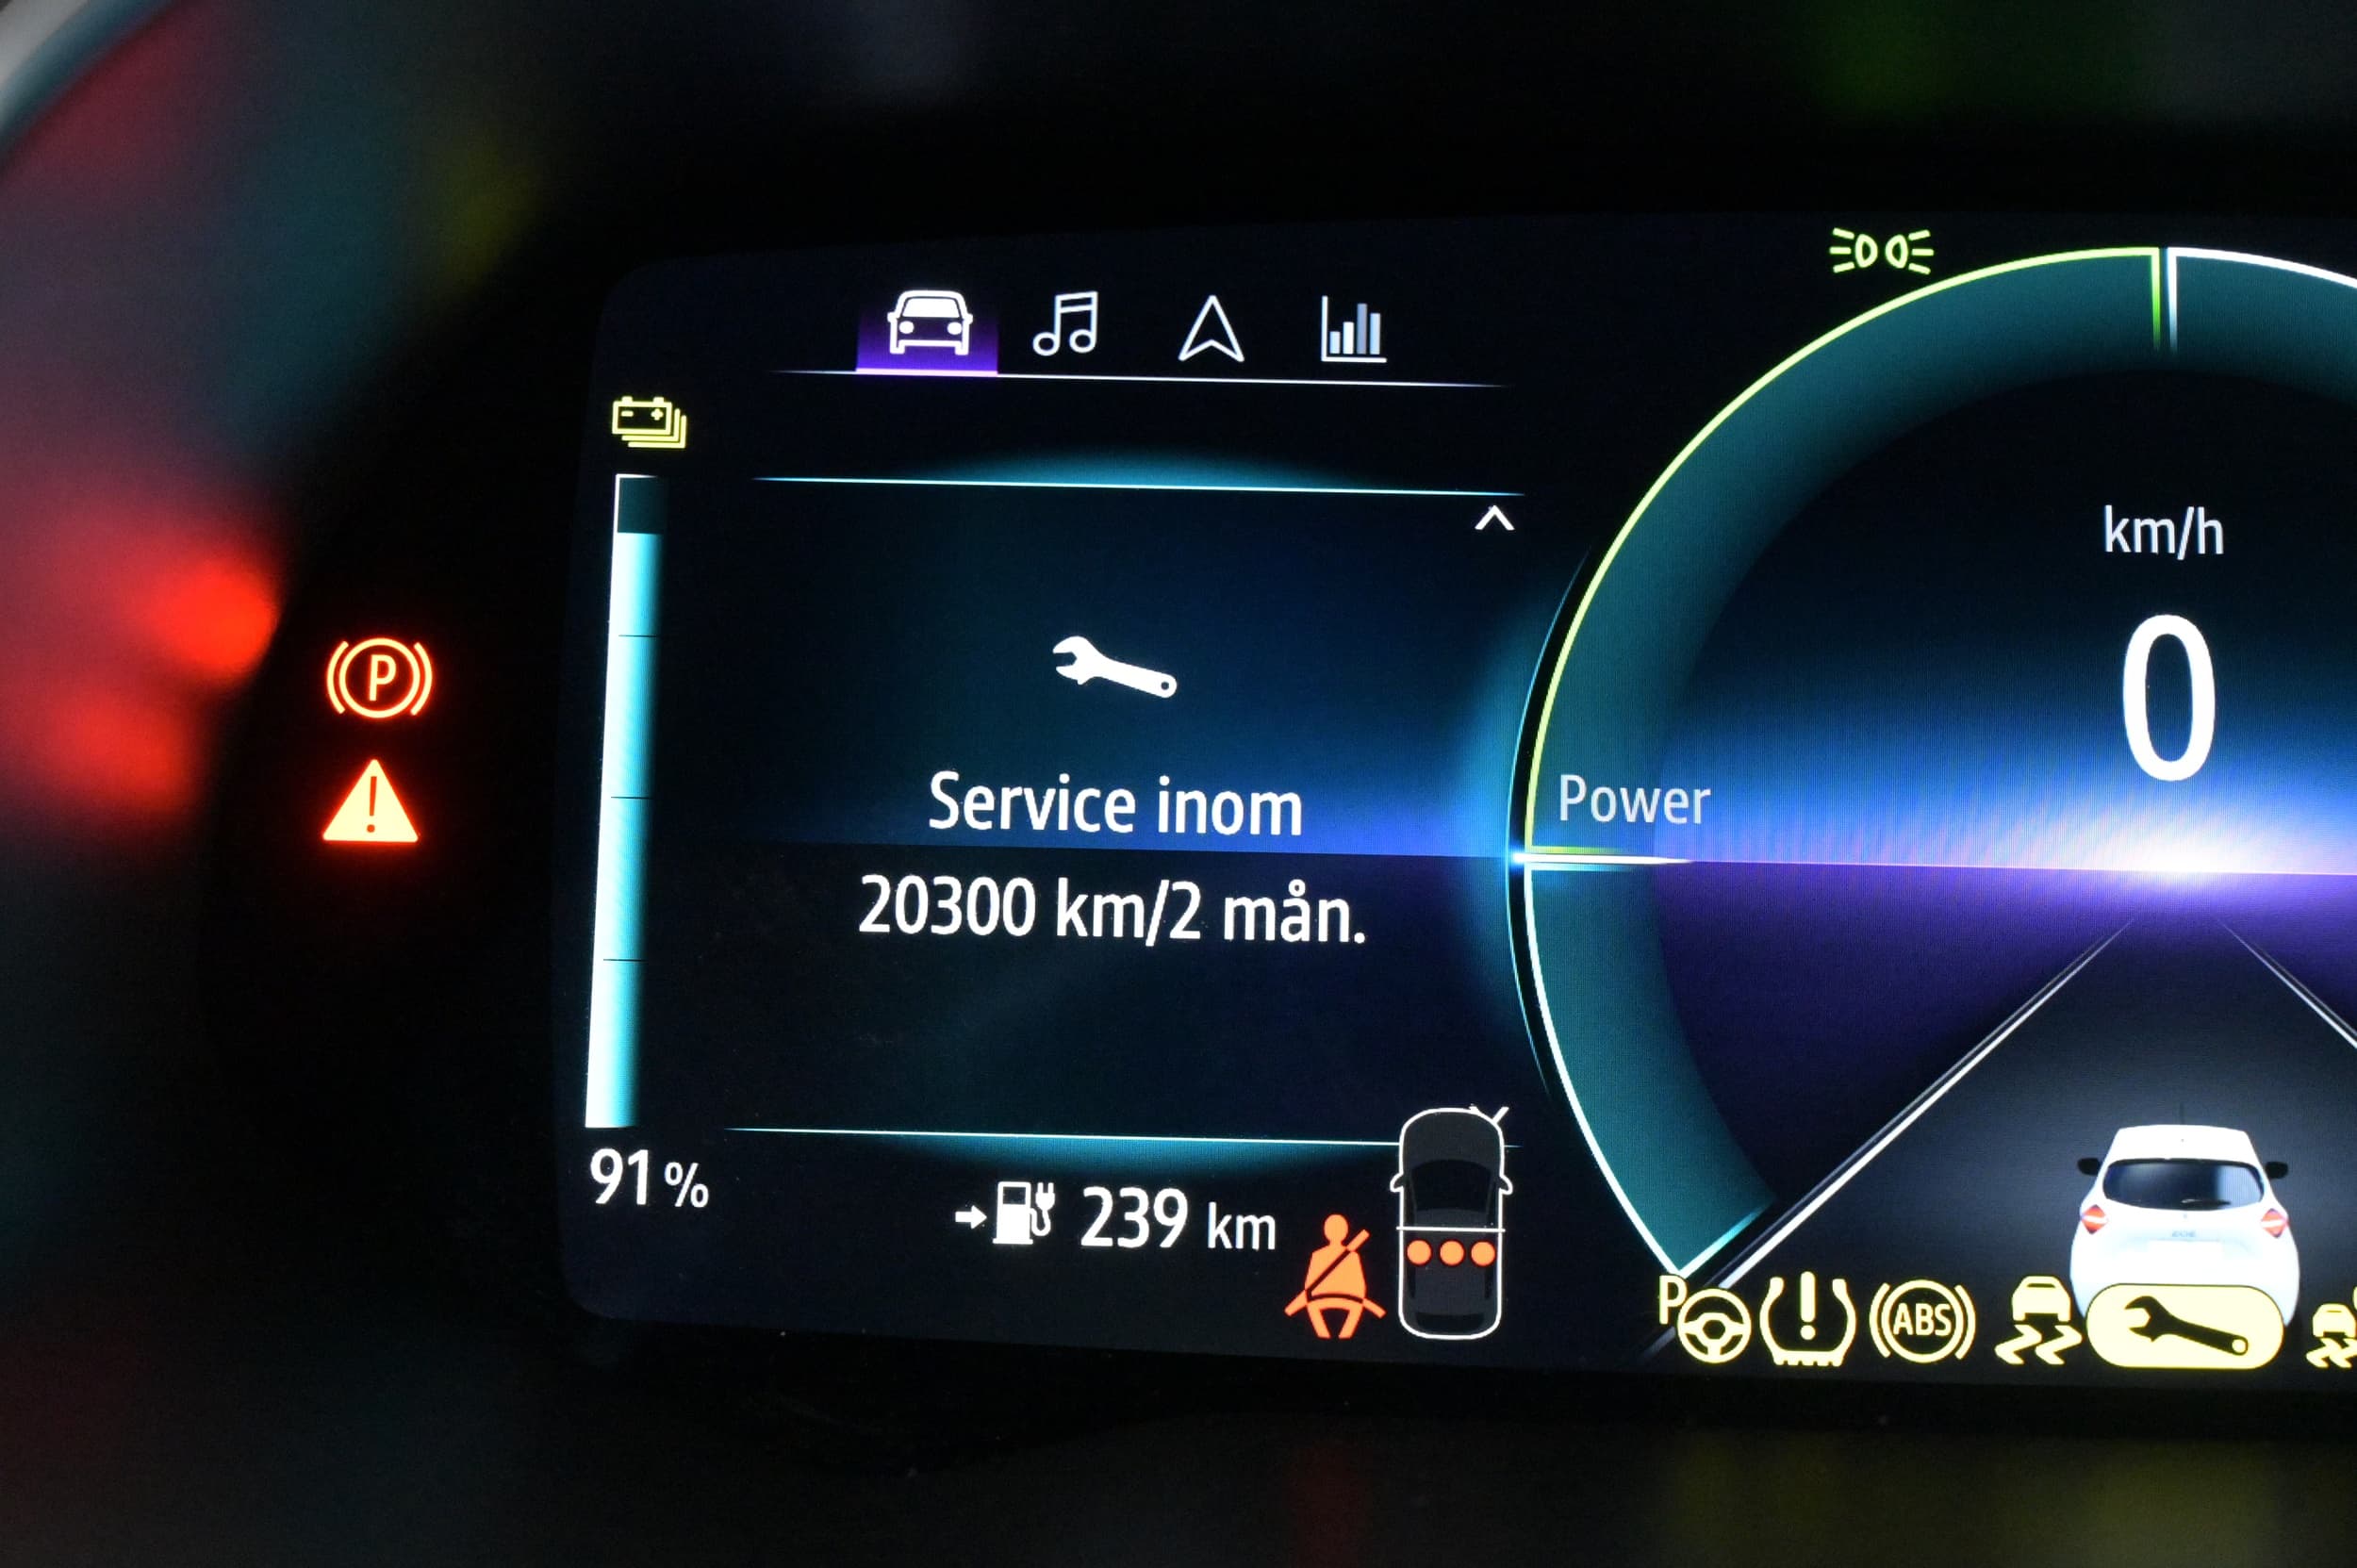 km/h
0
P
Service inom
Power
20300 km/2 mån.
91 %
239 km
P
ABS